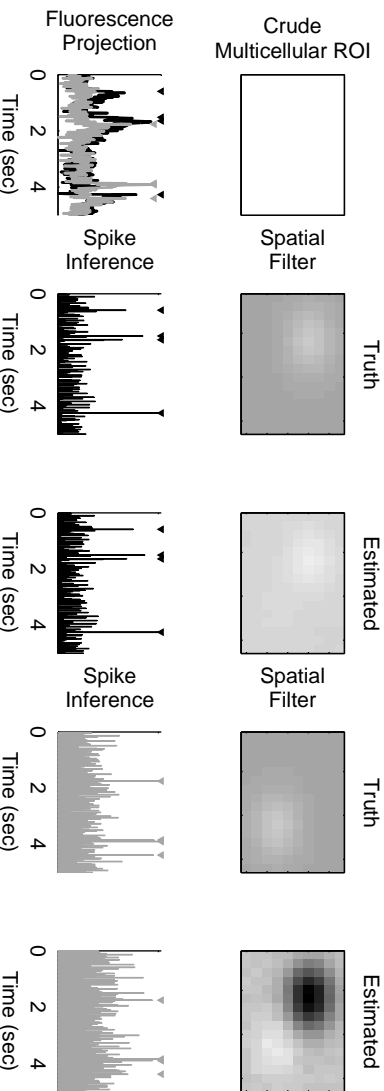 Crude
Multicellular ROI
Fluorescence
Projection
0
2
4
Time (sec)
Truth
Spatial
Filter
Spike
Inference
0
2
4
Time (sec)
Estimated
0
2
4
Time (sec)
Truth
Spatial
Filter
Spike
Inference
0
2
4
Time (sec)
Estimated
0
2
4
Time (sec)